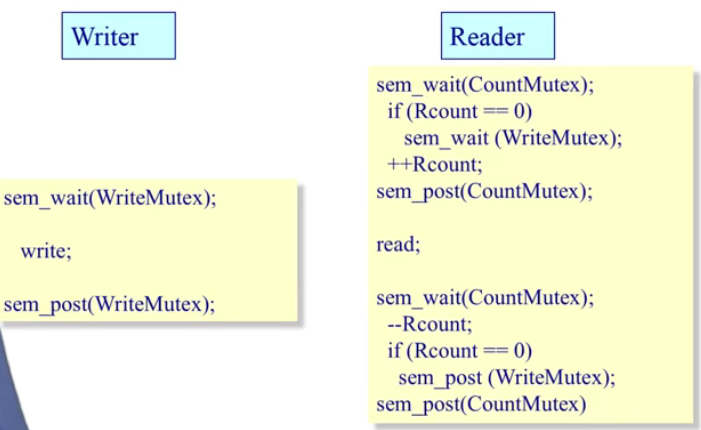 Writer
sem_wait(WriteMutex);
write;
sem_post(WriteMutex);
Reader
sem_wait(CountMutex);
if (Rcount == 0)
sem_wait (WriteMutex);
++Rcount;
sem_post(CountMutex);
read;
sem_wait(CountMutex);
--Rcount;
if (Rcount == 0)
sem_post (WriteMutex);
sem_post(CountMutex)